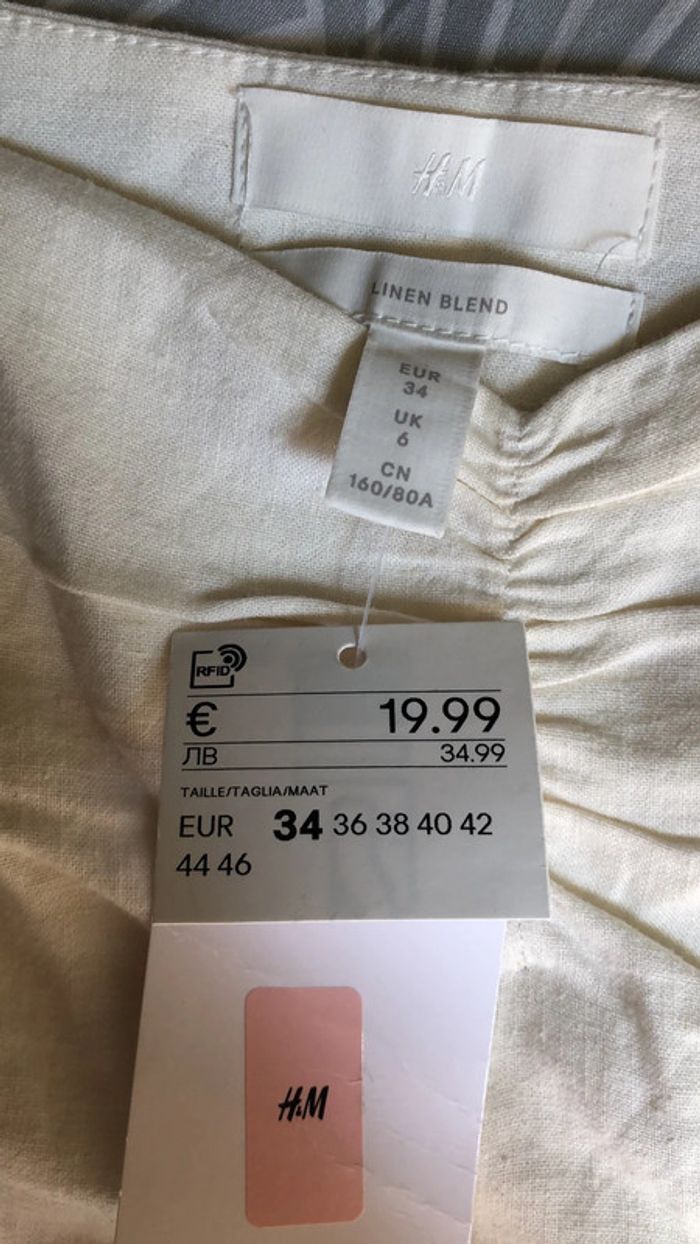 H&M
LINEN BLEND
EUR
34
UK
6
CN
160/80A
RFID
€ 19.99
ЛВ 34.99
TAILLE/TAGLIA/MAAT
EUR 34 36 38 40 42
44 46
H&M